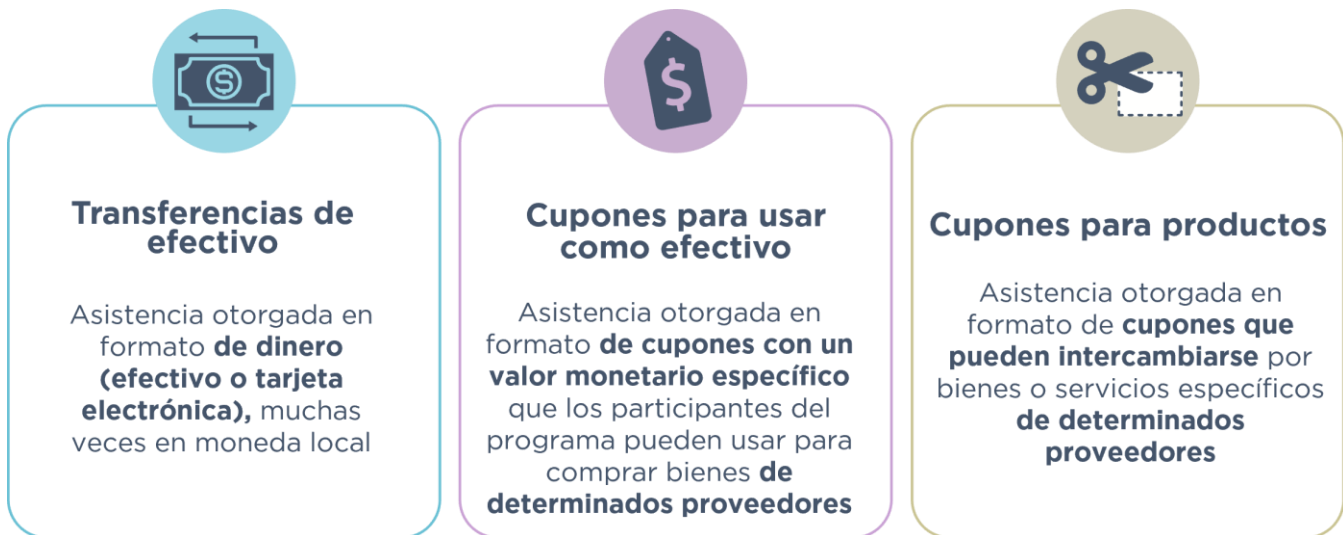 Transferencias de
efectivo
Asistencia otorgada en
formato de dinero
(efectivo o tarjeta
electrónica), muchas
veces en moneda local
Cupones para usar
como efectivo
Asistencia otorgada en
formato de cupones con un
valor monetario específico
que los participantes del
programa pueden usar para
comprar bienes de
determinados proveedores
Cupones para productos
Asistencia otorgada en
formato de cupones que
pueden intercambiarse por
bienes o servicios específicos
de determinados
proveedores